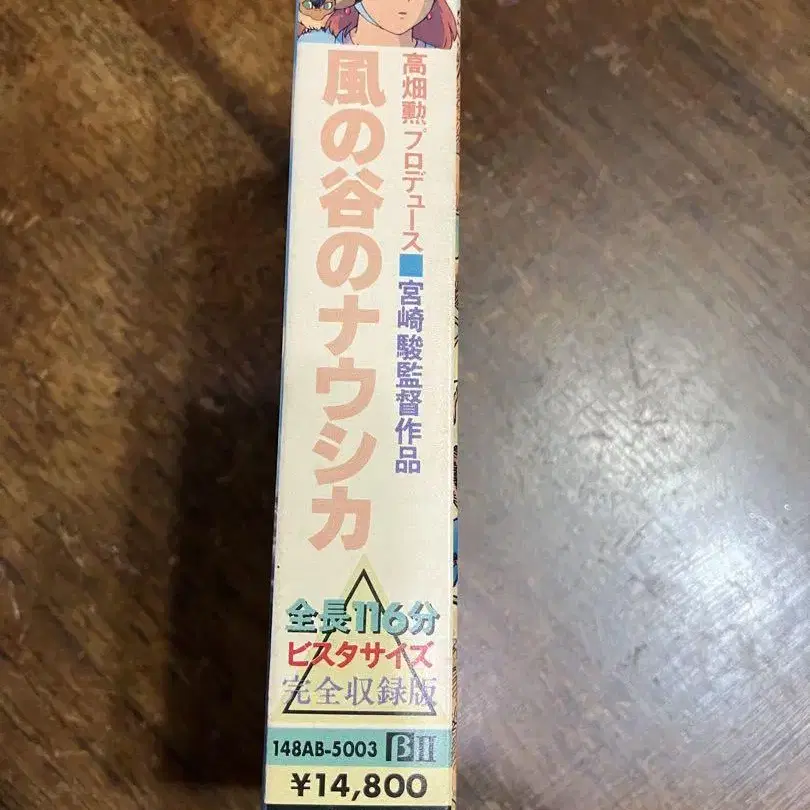 高畑勲プロデュース■宮崎駿監督作品
風の谷のナウシカ
全長116分
ビスタサイズ
完全収録版
148AB-5003 βII
¥14,800